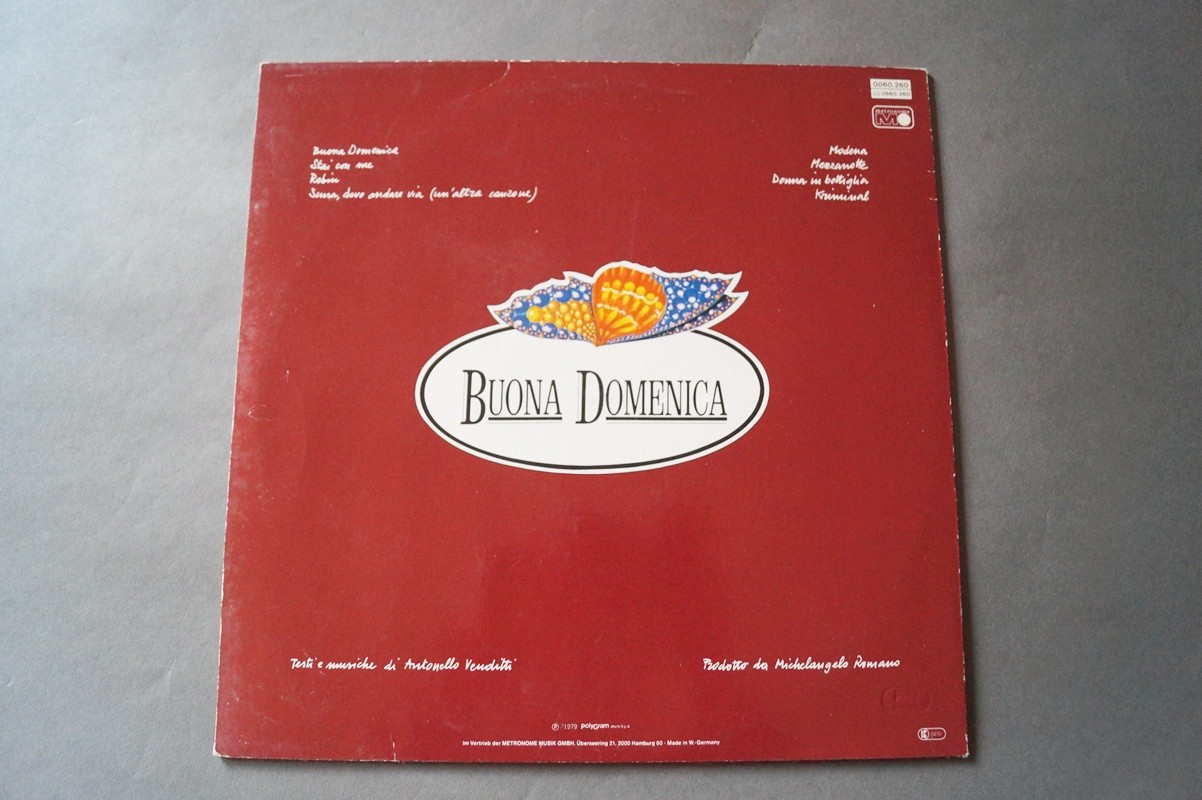 0060.260
0060.260
metronome
Buona Domenica
Stai con me
Robin
Scusa, devo andare via (un'altra canzone)
Modena
Mezzanotte
Donna in bottiglia
Kriminal
BUONA DOMENICA
Testi e musiche di Antonello Venditti
Prodotto da Michelangelo Romano
℗ 1979 polygram
Im Vertrieb der METRONOME MUSIK GMBH, Überseering 21, 2000 Hamburg 60 · Made in W.-Germany